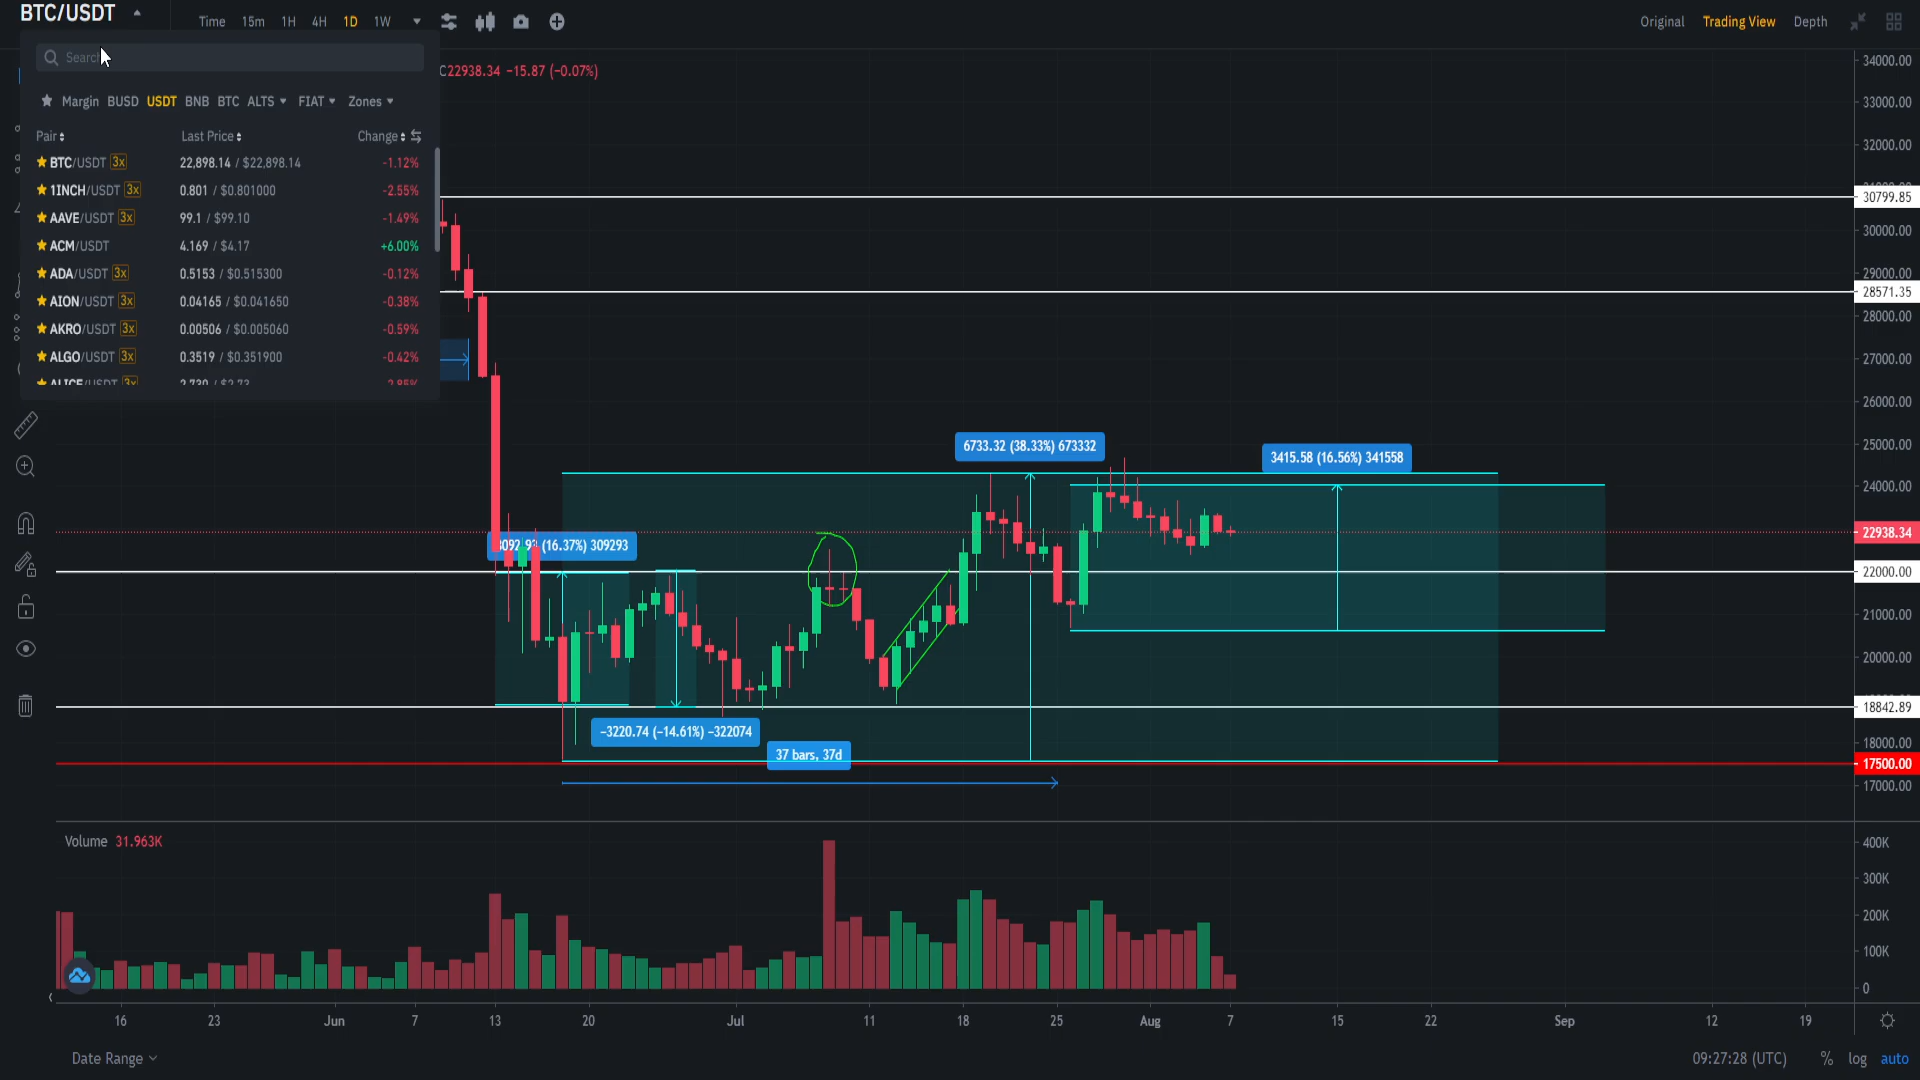 BTC/USDT
Time 15m 1H 4H 1D 1W
Original Trading View Depth
Search
C22938.34 −15.87 (−0.07%)
Margin BUSD USDT BNB BTC ALTS FIAT Zones
Pair Last Price Change
BTC/USDT 3x 22,898.14 / $22,898.14 -1.12%
1INCH/USDT 3x 0.801 / $0.801000 -2.55%
AAVE/USDT 3x 99.1 / $99.10 -1.49%
ACM/USDT 4.169 / $4.17 +6.00%
ADA/USDT 3x 0.5153 / $0.515300 -0.12%
AION/USDT 3x 0.04165 / $0.041650 -0.38%
AKRO/USDT 3x 0.00506 / $0.005060 -0.59%
ALGO/USDT 3x 0.3519 / $0.351900 -0.42%
ALICE/USDT 3x 2.730 / $2.73
34000.00
33000.00
32000.00
30799.85
30000.00
29000.00
28571.35
28000.00
27000.00
26000.00
25000.00
24000.00
22938.34
22000.00
21000.00
20000.00
18842.89
18000.00
17500.00
17000.00
6733.32 (38.33%) 673332
3415.58 (16.56%) 341558
(16.37%) 309293
−3220.74 (−14.61%) −322074
37 bars, 37d
Volume 31.963K
400K
300K
200K
100K
0
16 23 Jun 7 13 20 Jul 11 18 25 Aug 7 15 22 Sep 12 19
Date Range
09:27:28 (UTC) % log auto